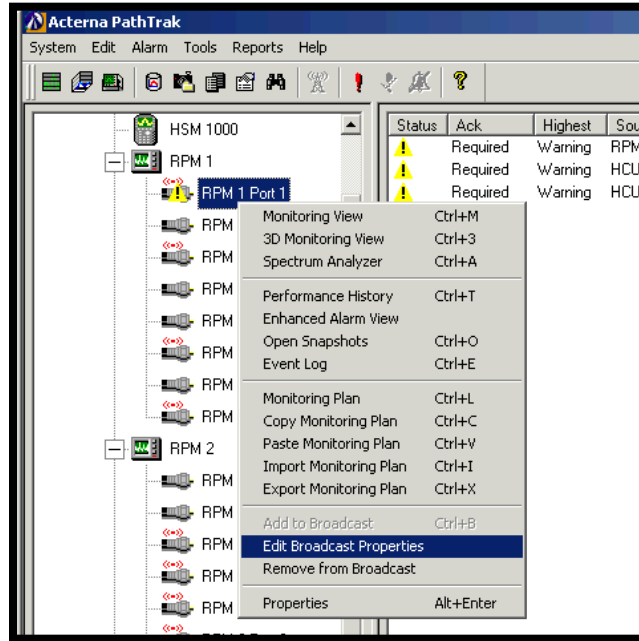 Acterna PathTrak
System Edit Alarm Tools Reports Help
HSM 1000
RPM 1
RPM 1 Port 1
RPM
RPM
RPM
RPM
RPM
RPM
RPM
RPM 2
RPM
RPM
RPM
RPM
RPM
Status Ack Highest Sou
Required Warning RPM
Required Warning HCU
Required Warning HCU
Monitoring View Ctrl+M
3D Monitoring View Ctrl+3
Spectrum Analyzer Ctrl+A
Performance History Ctrl+T
Enhanced Alarm View
Open Snapshots Ctrl+O
Event Log Ctrl+E
Monitoring Plan Ctrl+L
Copy Monitoring Plan Ctrl+C
Paste Monitoring Plan Ctrl+V
Import Monitoring Plan Ctrl+I
Export Monitoring Plan Ctrl+X
Add to Broadcast Ctrl+B
Edit Broadcast Properties
Remove from Broadcast
Properties Alt+Enter